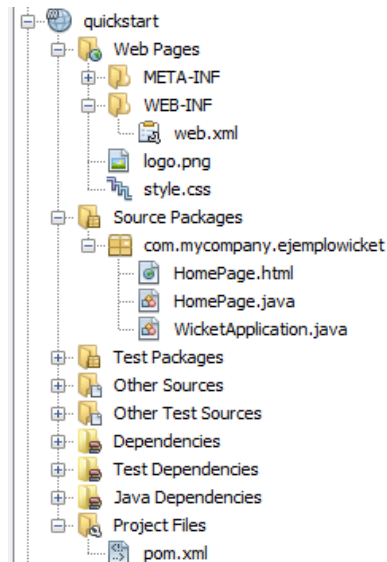 quickstart
Web Pages
META-INF
WEB-INF
web.xml
logo.png
style.css
Source Packages
com.mycompany.ejemplowicket
HomePage.html
HomePage.java
WicketApplication.java
Test Packages
Other Sources
Other Test Sources
Dependencies
Test Dependencies
Java Dependencies
Project Files
pom.xml